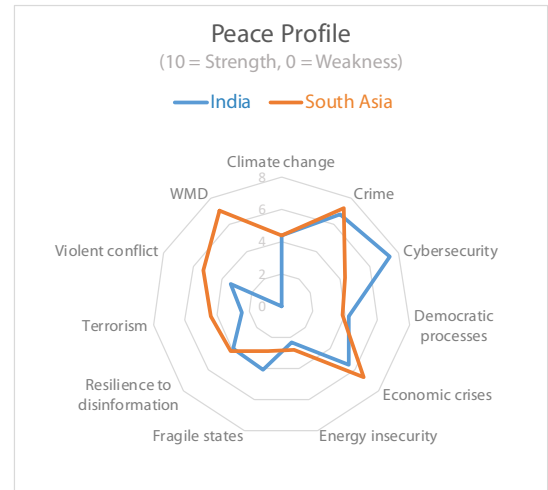 Peace Profile
(10 = Strength, 0 = Weakness)
India
South Asia
Climate change
Crime
Cybersecurity
Democratic
processes
Economic crises
Energy insecurity
Fragile states
Resilience to
disinformation
Terrorism
Violent conflict
WMD
8
6
4
2
0